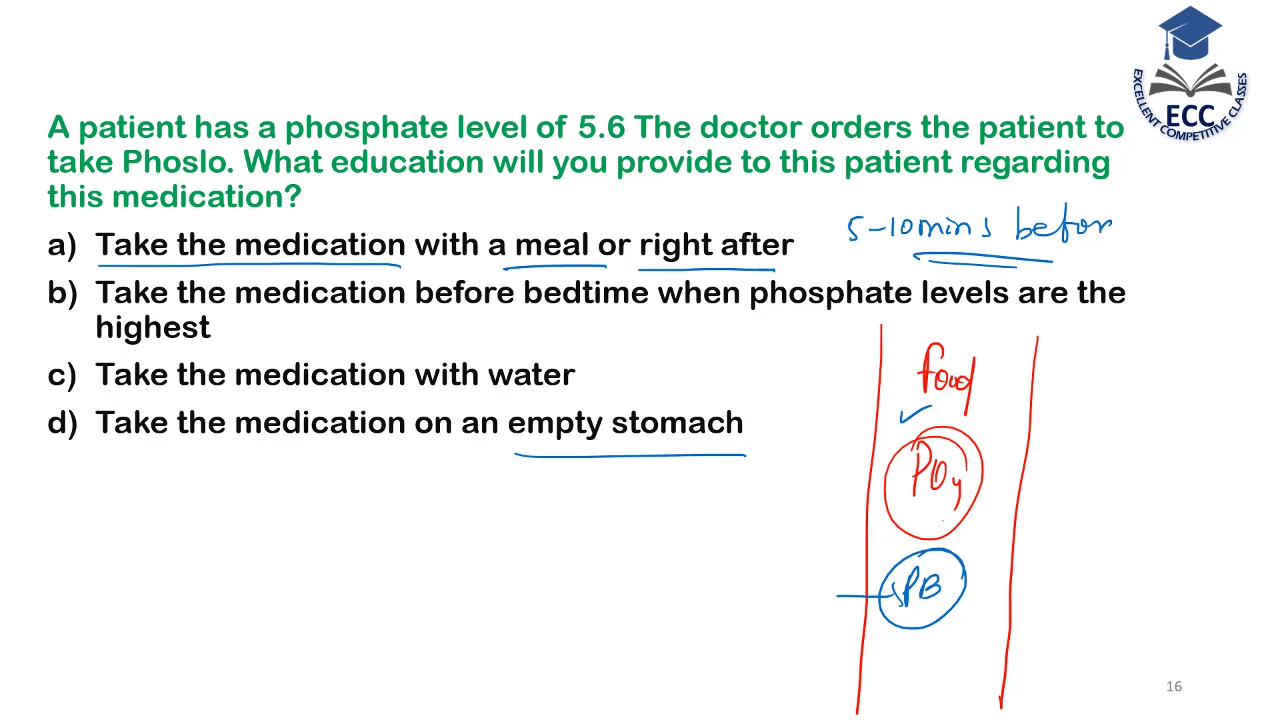 EXCELLENT COMPETITIVE CLASSES
ECC
A patient has a phosphate level of 5.6 The doctor orders the patient to
take Phoslo. What education will you provide to this patient regarding
this medication?
5-10mins befor
a) Take the medication with a meal or right after
b) Take the medication before bedtime when phosphate levels are the
highest
c) Take the medication with water
d) Take the medication on an empty stomach
food
PO4
PB
16